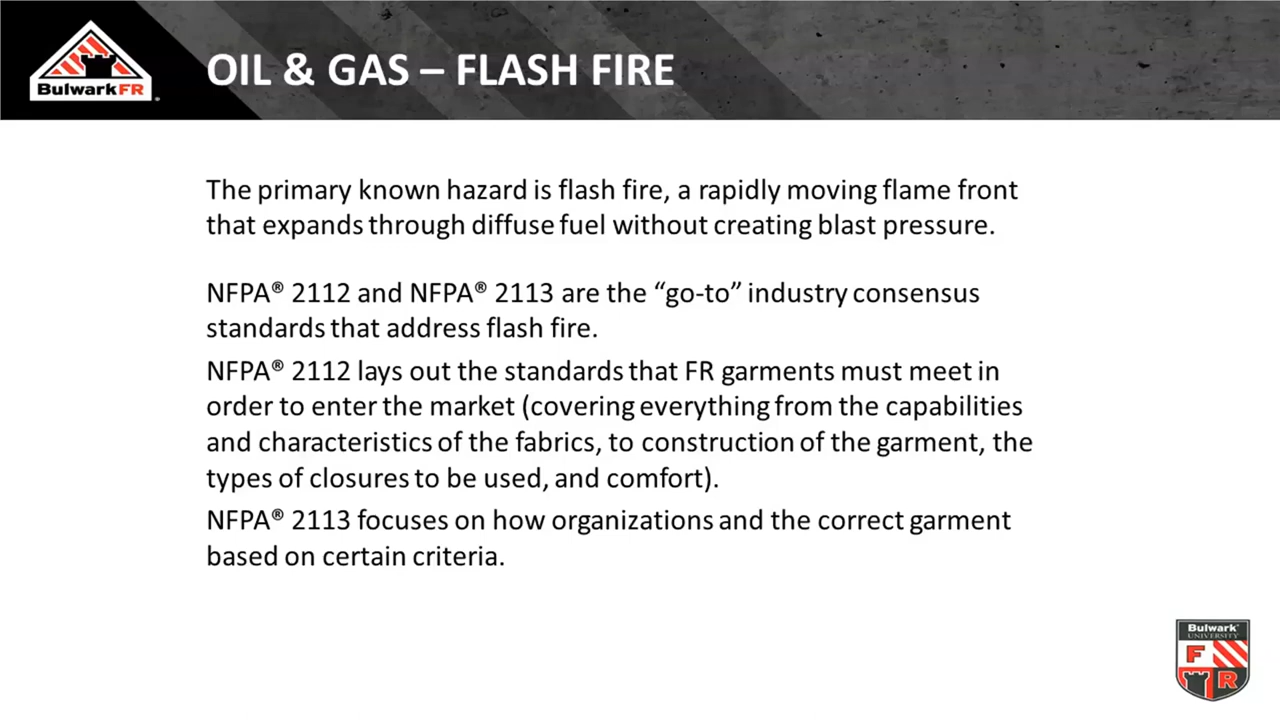 BulwarkFR®
OIL & GAS – FLASH FIRE
The primary known hazard is flash fire, a rapidly moving flame front
that expands through diffuse fuel without creating blast pressure.
NFPA® 2112 and NFPA® 2113 are the “go-to” industry consensus
standards that address flash fire.
NFPA® 2112 lays out the standards that FR garments must meet in
order to enter the market (covering everything from the capabilities
and characteristics of the fabrics, to construction of the garment, the
types of closures to be used, and comfort).
NFPA® 2113 focuses on how organizations and the correct garment
based on certain criteria.
Bulwark®
UNIVERSITY
F
R